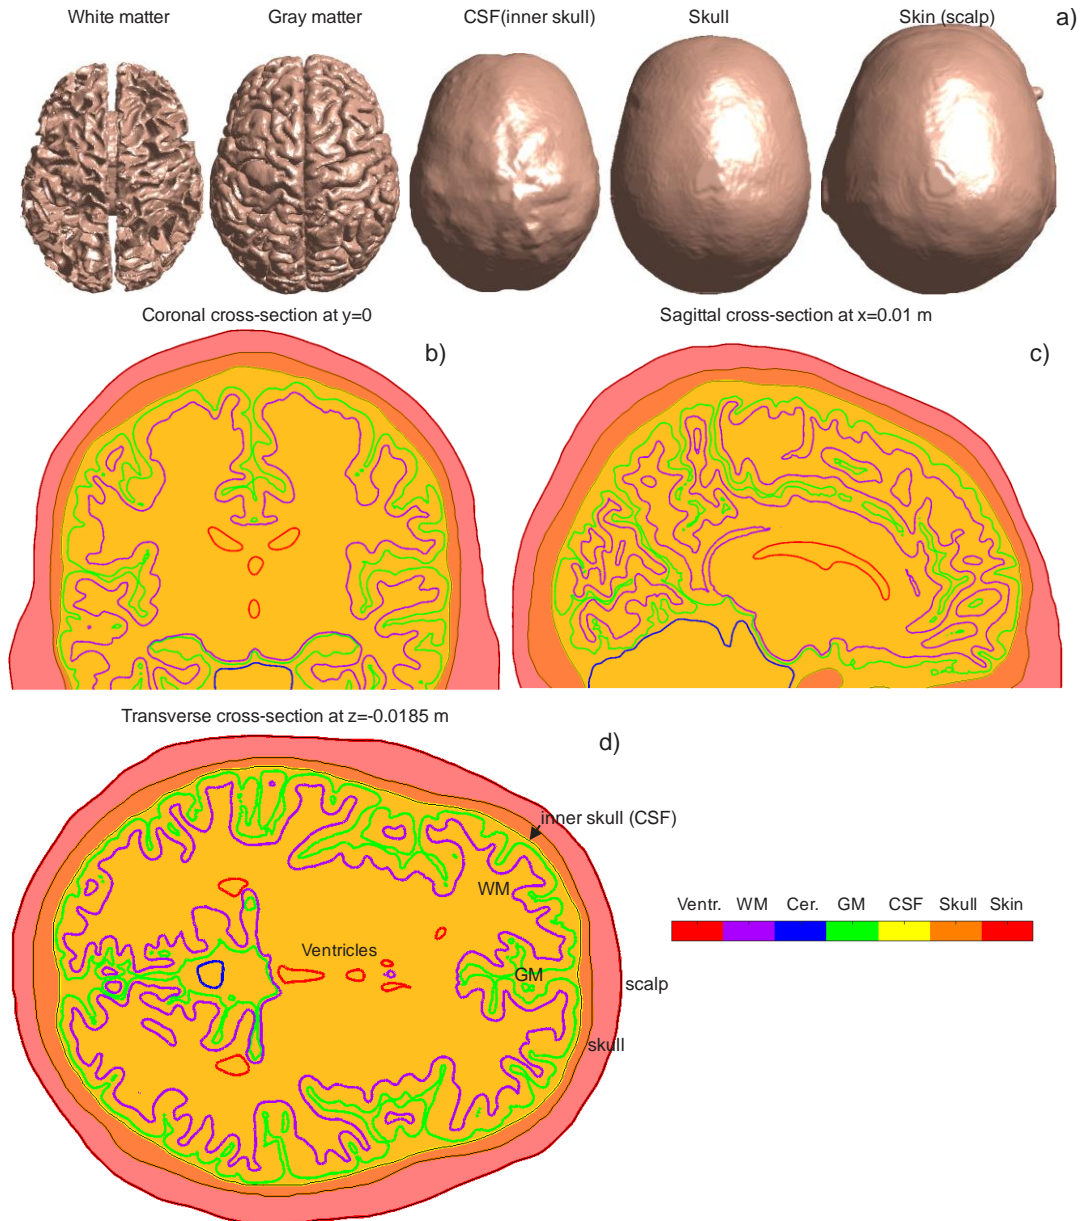 White matter Gray matter CSF(inner skull) Skull Skin (scalp) a)
Coronal cross-section at y=0 Sagittal cross-section at x=0.01 m
b) c)
Transverse cross-section at z=-0.0185 m
d)
inner skull (CSF)
WM
Ventr. WM Cer. GM CSF Skull Skin
Ventricles
GM
scalp
skull